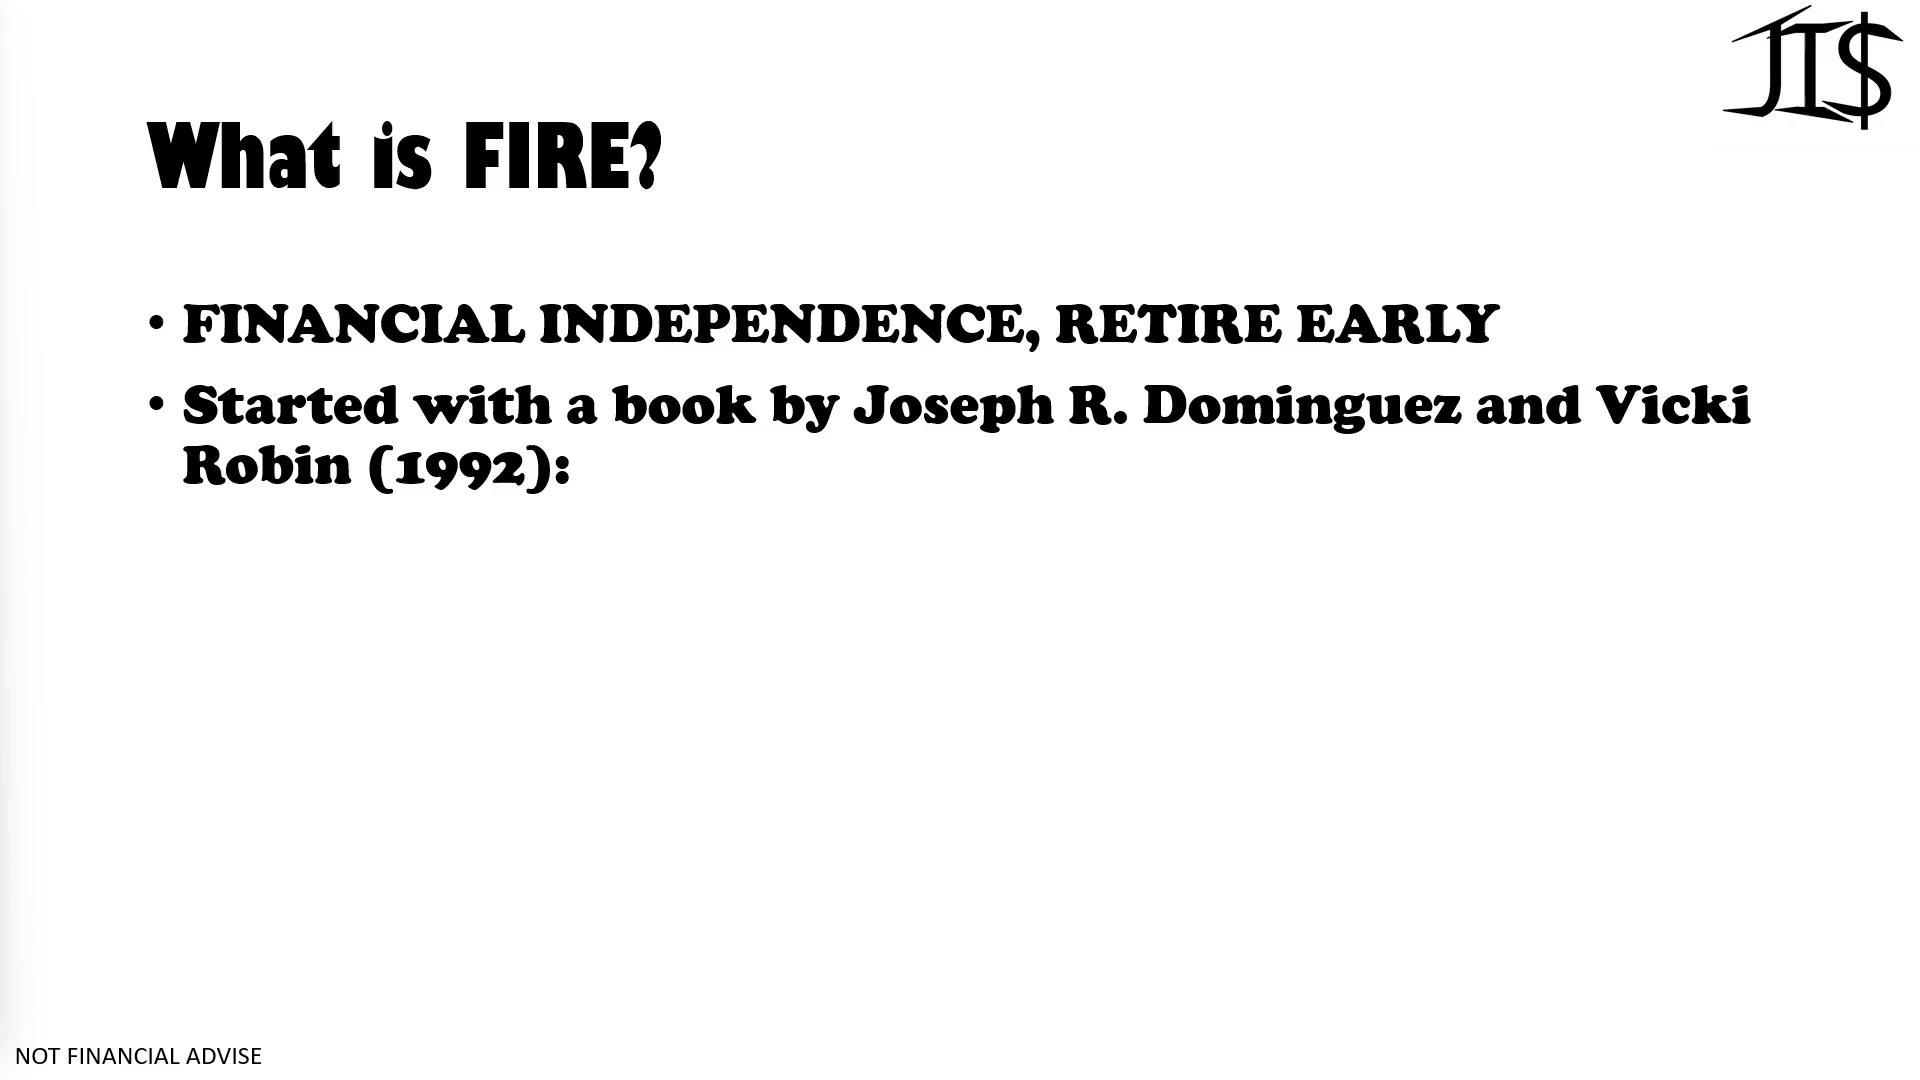 JI$
What is FIRE?
• FINANCIAL INDEPENDENCE, RETIRE EARLY
• Started with a book by Joseph R. Dominguez and Vicki
Robin (1992):
NOT FINANCIAL ADVISE